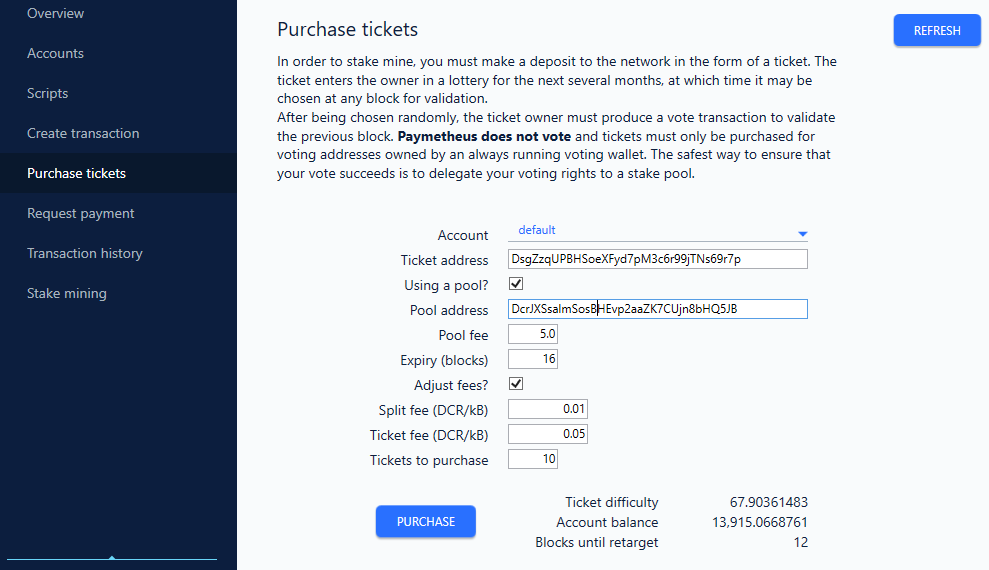 Overview
Accounts
Scripts
Create transaction
Purchase tickets
Request payment
Transaction history
Stake mining
Purchase tickets
REFRESH
In order to stake mine, you must make a deposit to the network in the form of a ticket. The
ticket enters the owner in a lottery for the next several months, at which time it may be
chosen at any block for validation.
After being chosen randomly, the ticket owner must produce a vote transaction to validate
the previous block. Paymetheus does not vote and tickets must only be purchased for
voting addresses owned by an always running voting wallet. The safest way to ensure that
your vote succeeds is to delegate your voting rights to a stake pool.
Account default
Ticket address DsgZzqUPBHSoeXFyd7pM3c6r99jTNs69r7p
Using a pool?
Pool address DcrJXSsalmSosBHEvp2aaZK7CUjn8bHQ5JB
Pool fee 5.0
Expiry (blocks) 16
Adjust fees?
Split fee (DCR/kB) 0.01
Ticket fee (DCR/kB) 0.05
Tickets to purchase 10
PURCHASE
Ticket difficulty 67.90361483
Account balance 13,915.0668761
Blocks until retarget 12